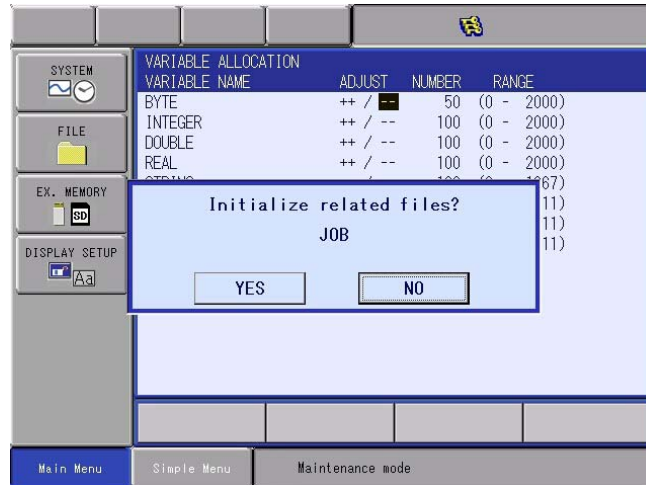 SYSTEM
FILE
EX. MEMORY
SD
DISPLAY SETUP
Aa
VARIABLE ALLOCATION
VARIABLE NAME ADJUST NUMBER RANGE
BYTE ++ / -- 50 (0 - 2000)
INTEGER ++ / -- 100 (0 - 2000)
DOUBLE ++ / -- 100 (0 - 2000)
REAL ++ / -- 100 (0 - 2000)
67)
11)
11)
11)
Initialize related files?
JOB
YES NO
Main Menu Simple Menu Maintenance mode